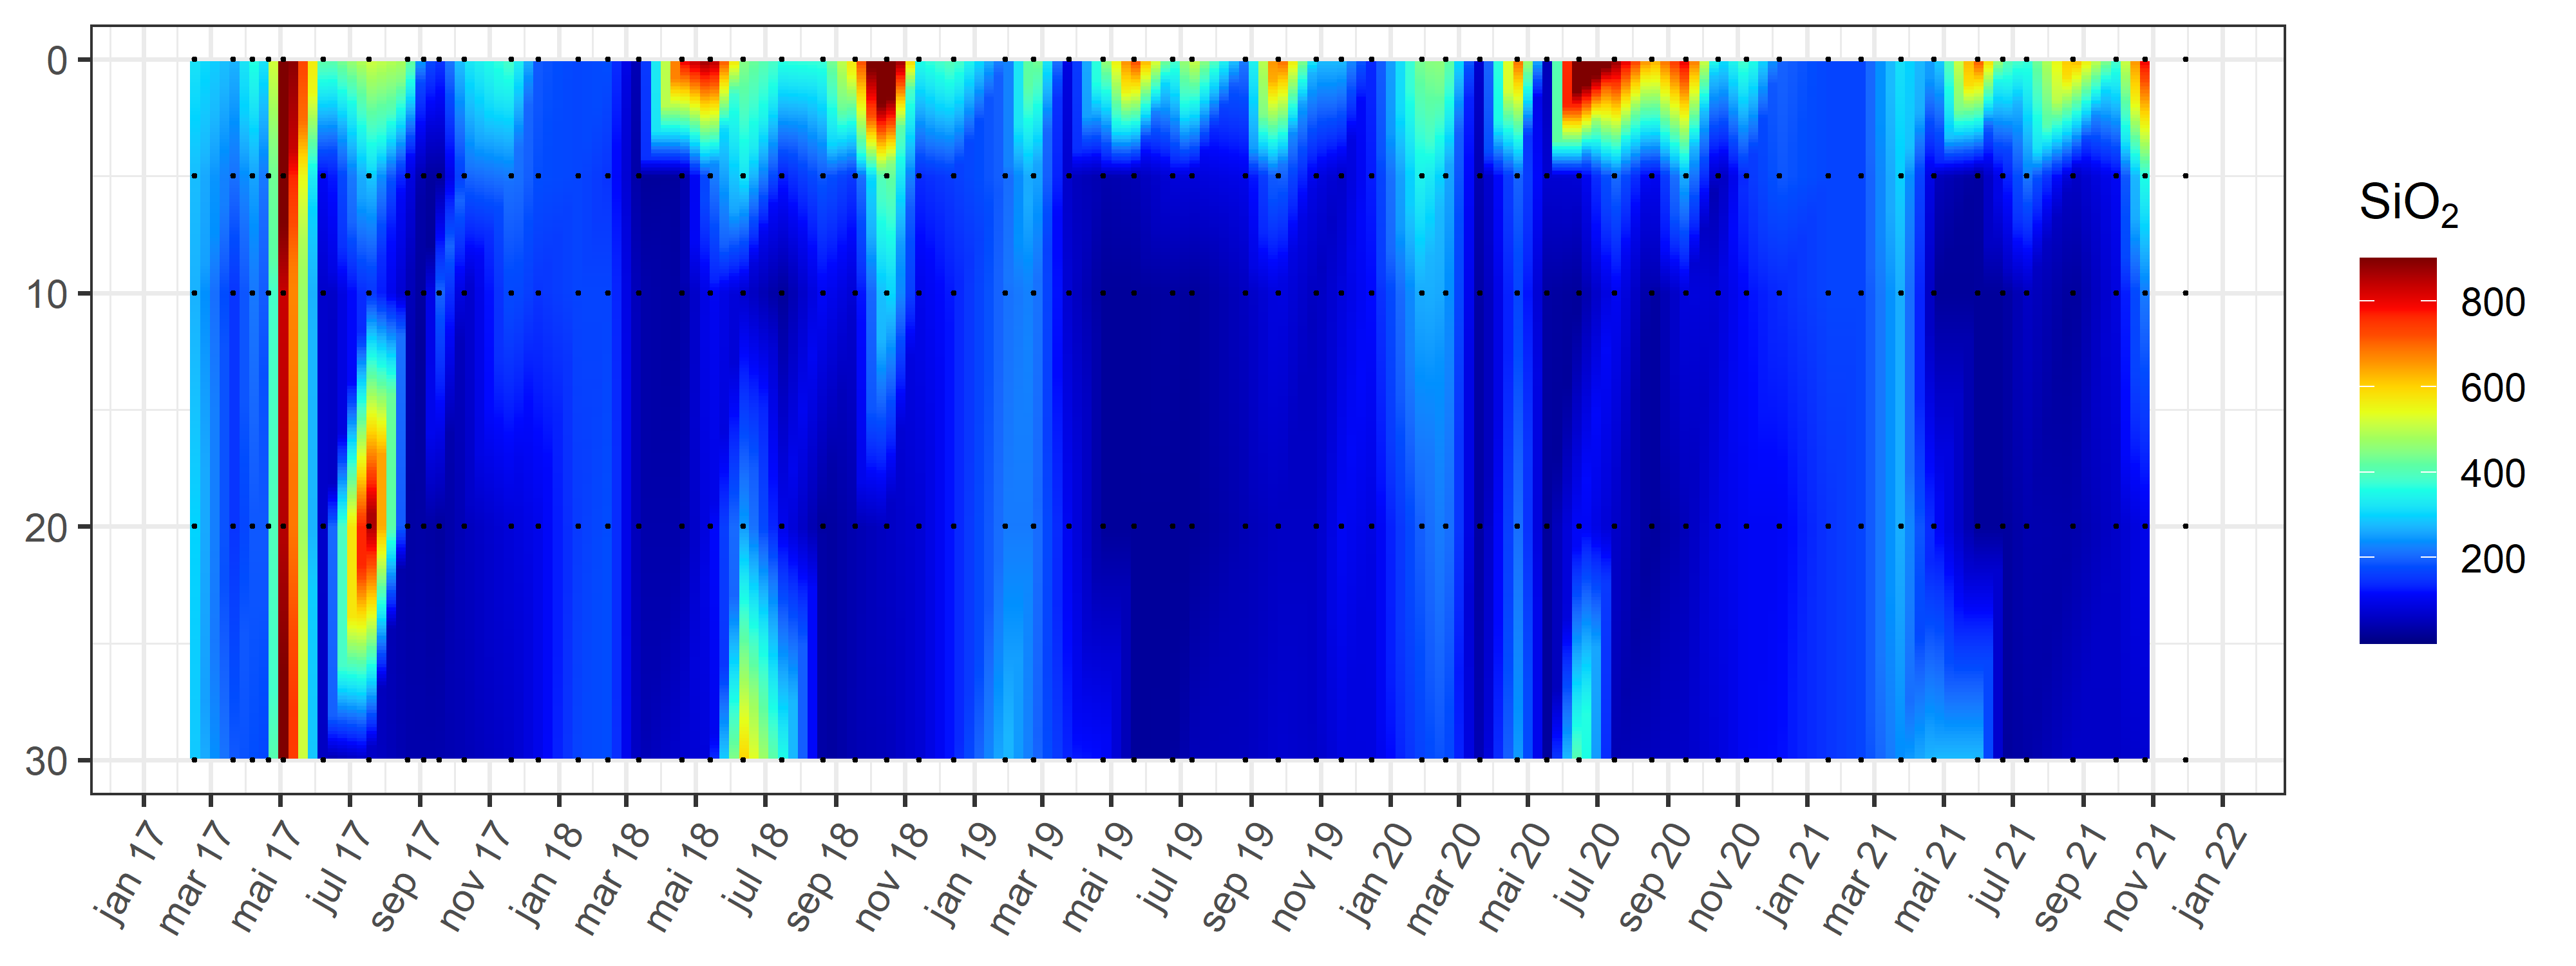 0
10
20
30
jan 17
mar 17
mai 17
jul 17
sep 17
nov 17
jan 18
mar 18
mai 18
jul 18
sep 18
nov 18
jan 19
mar 19
mai 19
jul 19
sep 19
nov 19
jan 20
mar 20
mai 20
jul 20
sep 20
nov 20
jan 21
mar 21
mai 21
jul 21
sep 21
nov 21
jan 22
SiO₂
800
600
400
200